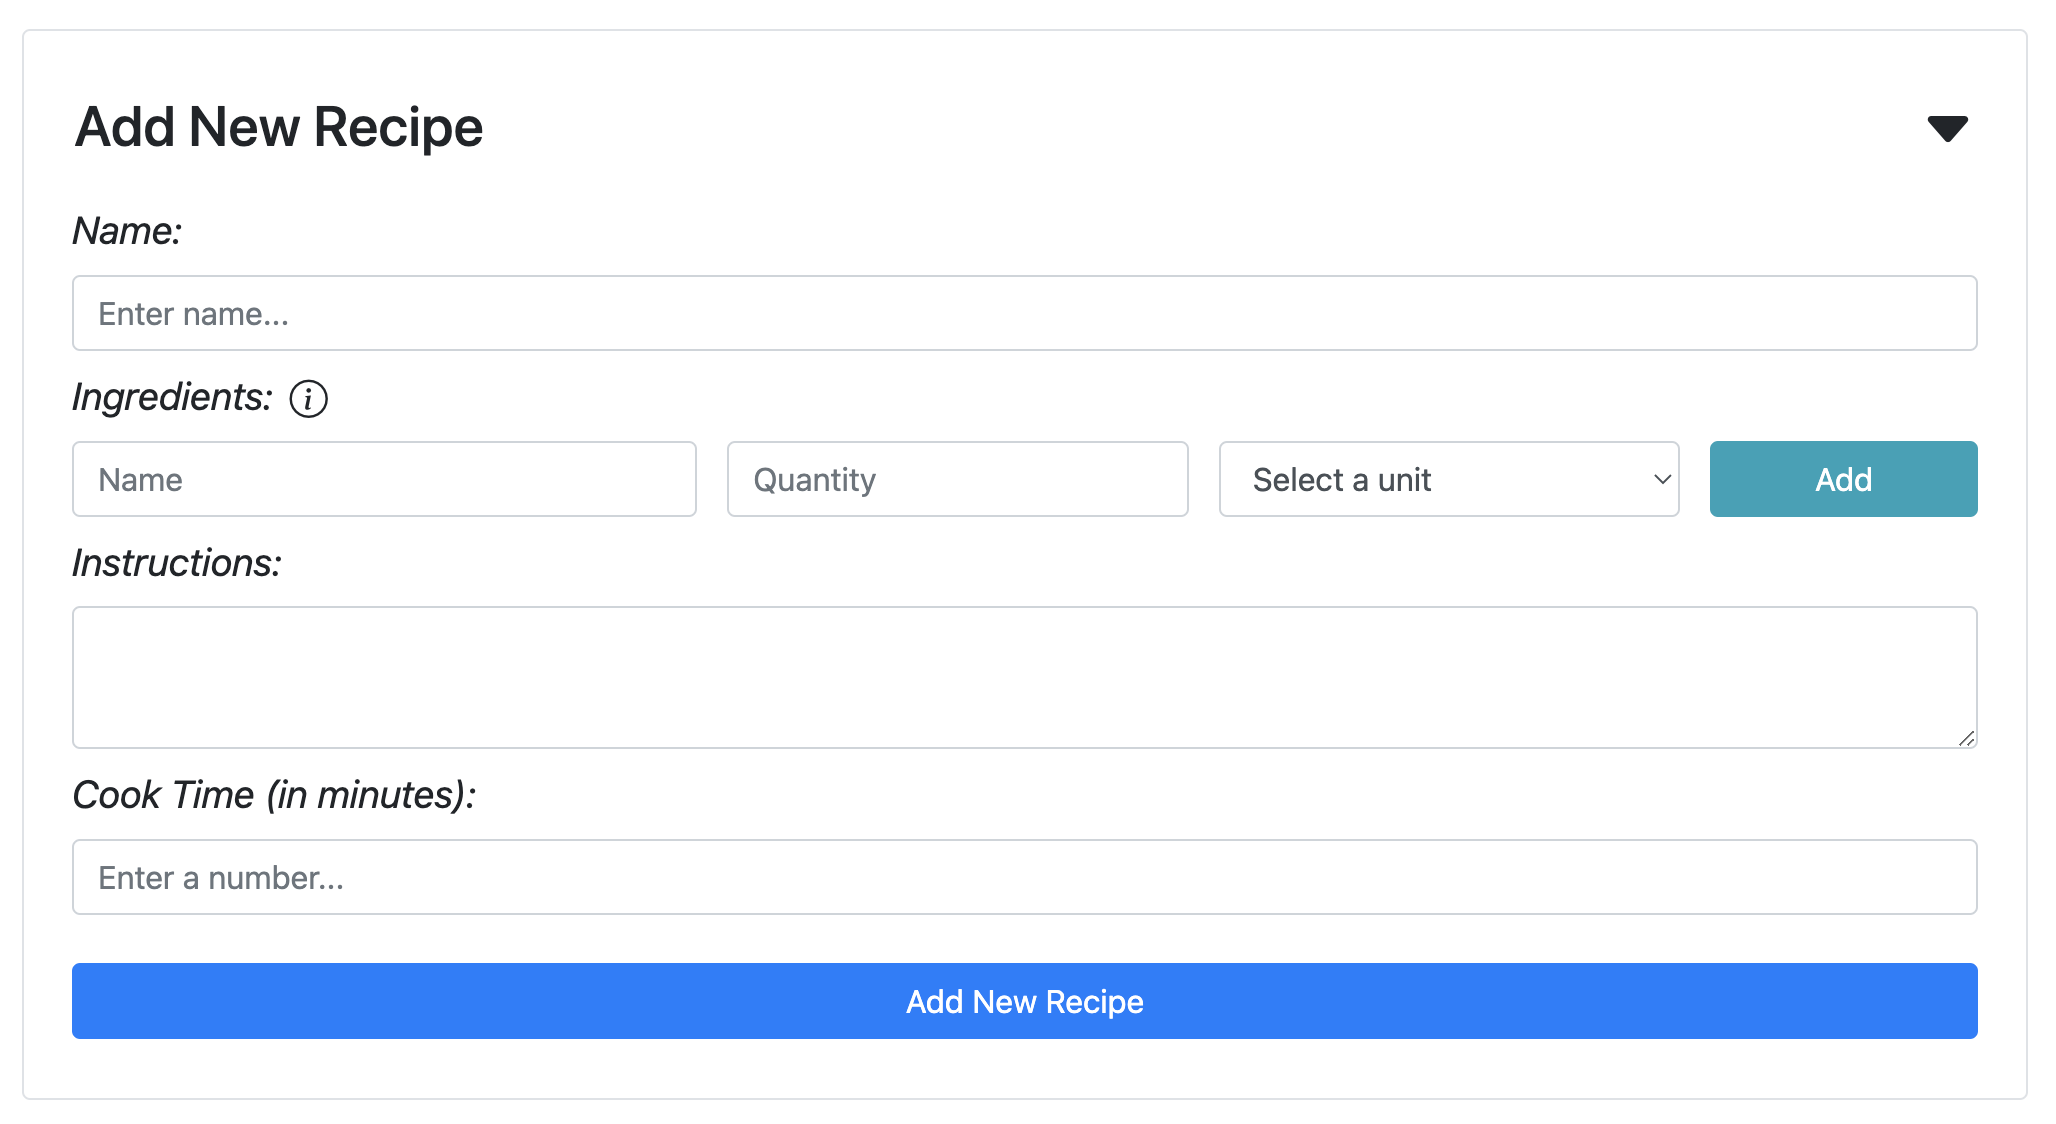 Add New Recipe
Name:
Enter name...
Ingredients:
Name Quantity Select a unit Add
Instructions:
Cook Time (in minutes):
Enter a number...
Add New Recipe